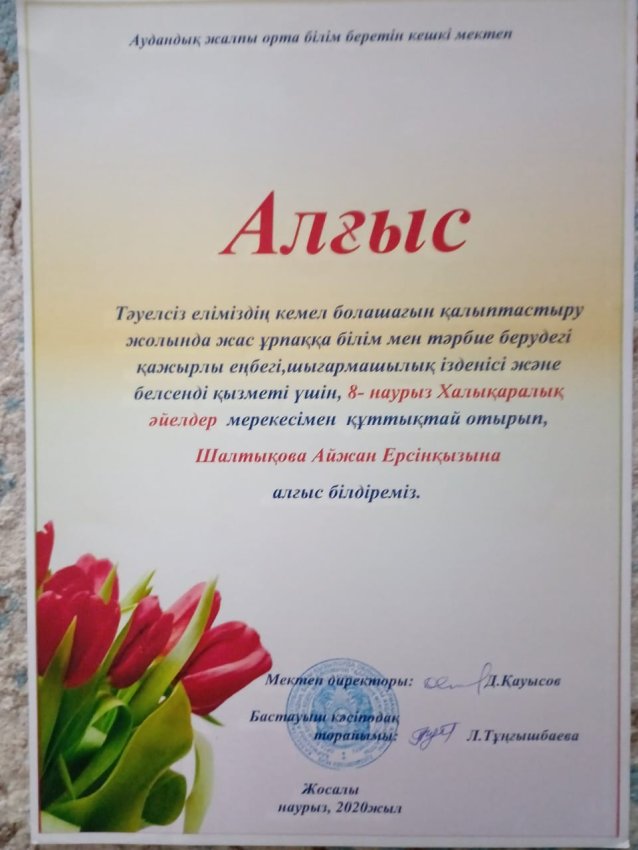 Аудандық жалпы орта білім беретін кешкі мектеп
Алғыс
Тәуелсіз еліміздің кемел болашағын қалыптастыру
жолында жас ұрпаққа білім мен тәрбие берудегі
қажырлы еңбегі,шығармашылық ізденісі және
белсенді қызметі үшін, 8- наурыз Халықаралық
әйелдер мерекесімен құттықтай отырып,
Шалтықова Айжан Ерсінқызына
алғыс білдіреміз.
Мектеп директоры: Д.Қауысов
Бастауыш кәсіподақ
төрайымы: Л.Тұңғышбаева
Жосалы
наурыз, 2020жыл